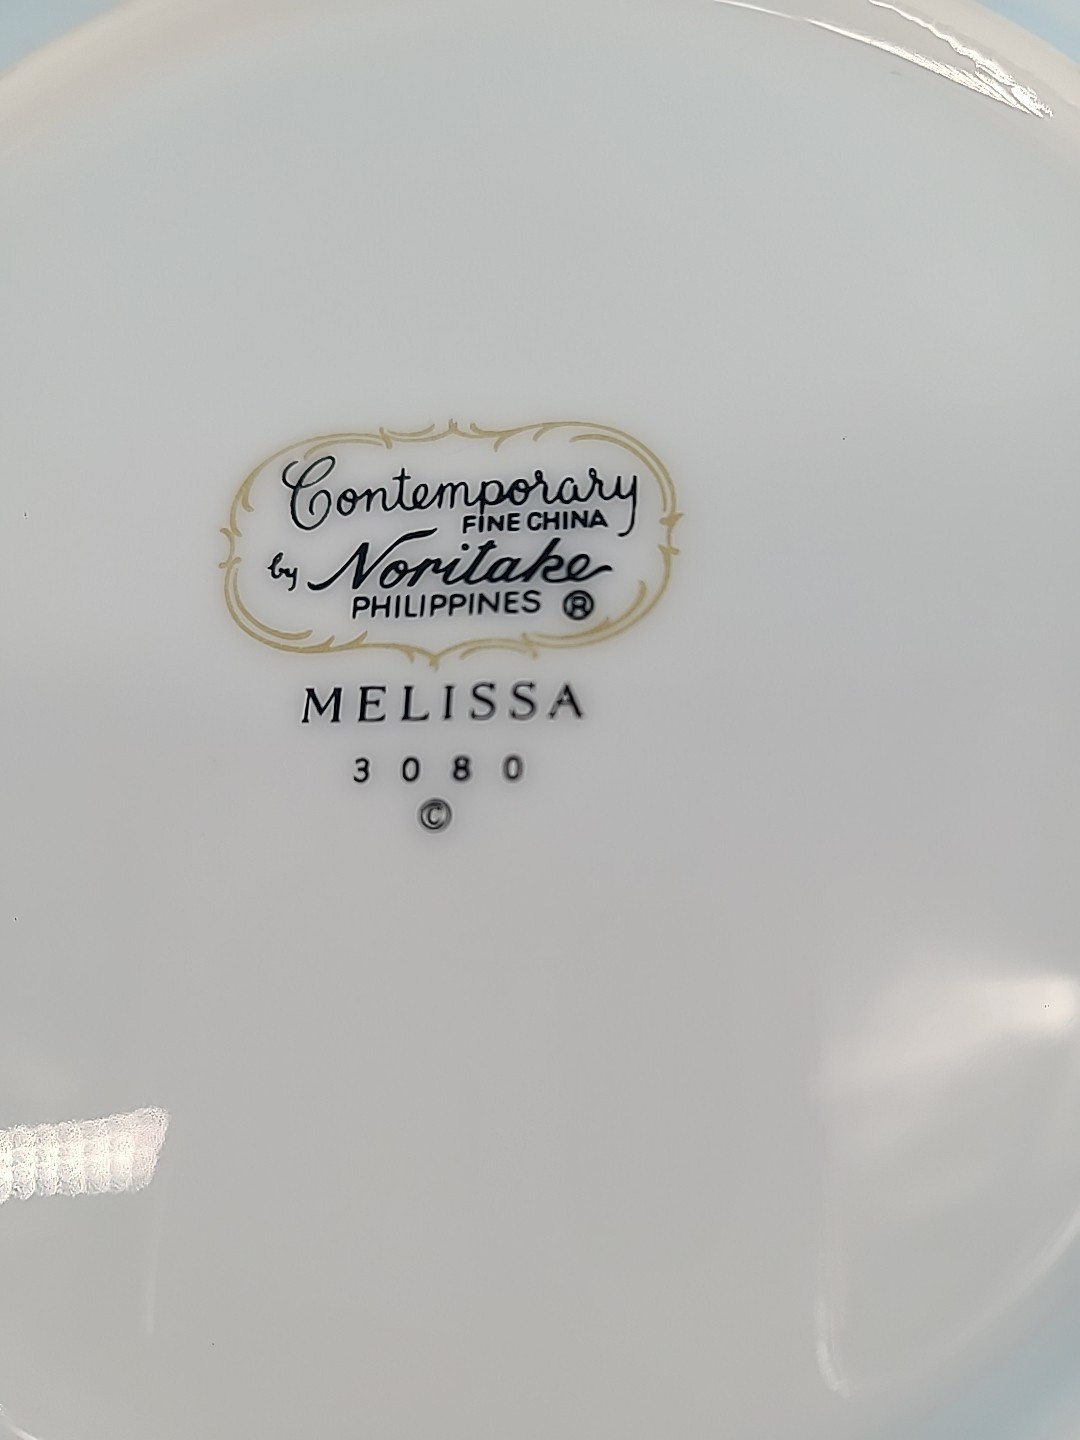 Contemporary
FINE CHINA
by Noritake
PHILIPPINES ®
MELISSA
3080
©